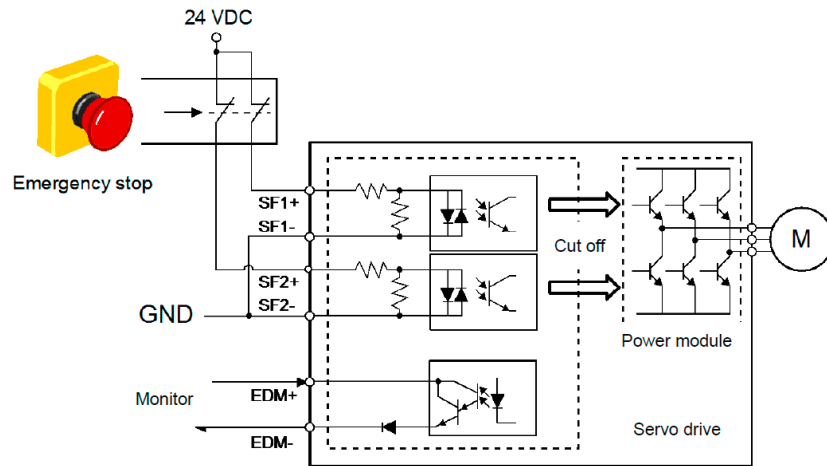 24 VDC
Emergency stop
SF1+
SF1-
SF2+
SF2-
GND
Cut off
M
Power module
Monitor
EDM+
EDM-
Servo drive